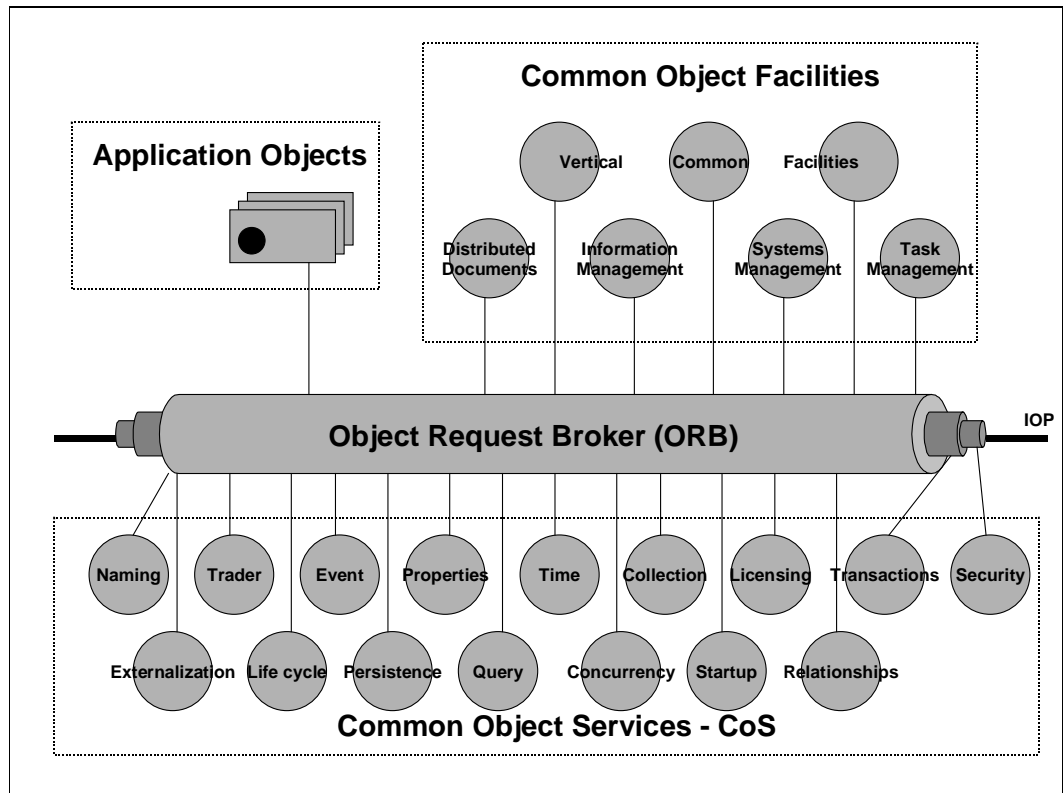 Common Object Facilities
Application Objects
Vertical
Common
Facilities
Distributed
Documents
Information
Management
Systems
Management
Task
Management
Object Request Broker (ORB)
IOP
Naming
Trader
Event
Properties
Time
Collection
Licensing
Transactions
Security
Externalization
Life cycle
Persistence
Query
Concurrency
Startup
Relationships
Common Object Services - CoS